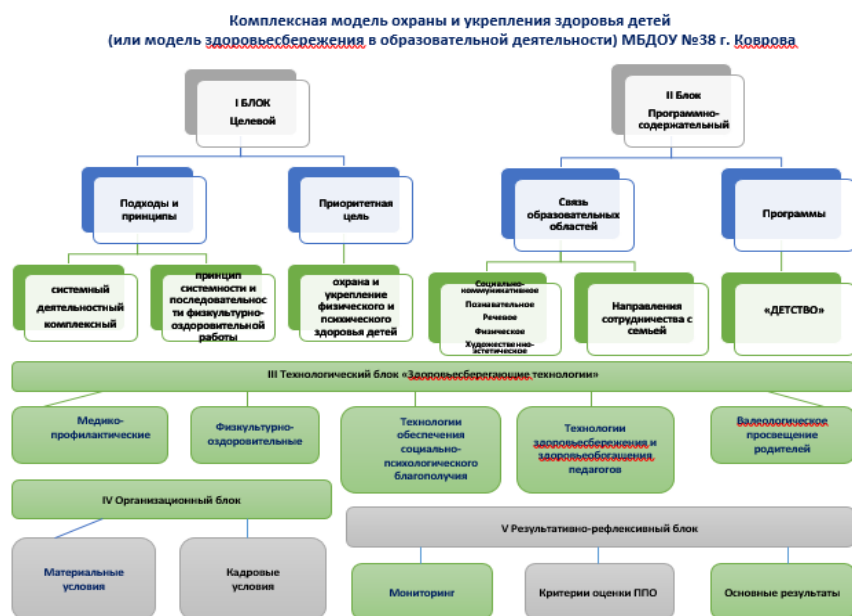 Комплексная модель охраны и укрепления здоровья детей
(или модель здоровьесбережения в образовательной деятельности) МБДОУ №38 г. Коврова
I БЛОК
Целевой
II Блок
Программно-
содержательный
Подходы и
принципы
Приоритетная
цель
Связь
образовательных
областей
Программы
системный
деятельностный
комплексный
принцип
системности и
последовательнос
ти физкультурно-
оздоровительной
работы
охрана и
укрепление
физического и
психического
здоровья детей
Социально-
коммуникативное
Познавательное
Речевое
Физическое
Художественно-
эстетическое
Направления
сотрудничества с
семьей
«ДЕТСТВО»
III Технологический блок «Здоровьесберегающие технологии»
Медико-
профилактические
Физкультурно-
оздоровительные
Технологии
обеспечения
социально-
психологического
благополучия
Технологии
здоровьесбережения и
здоровьеобогащения
педагогов
Валеологическое
просвещение
родителей
IV Организационный блок
V Результативно-рефлексивный блок
Материальные
условия
Кадровые
условия
Мониторинг
Критерии оценки ППО
Основные результаты